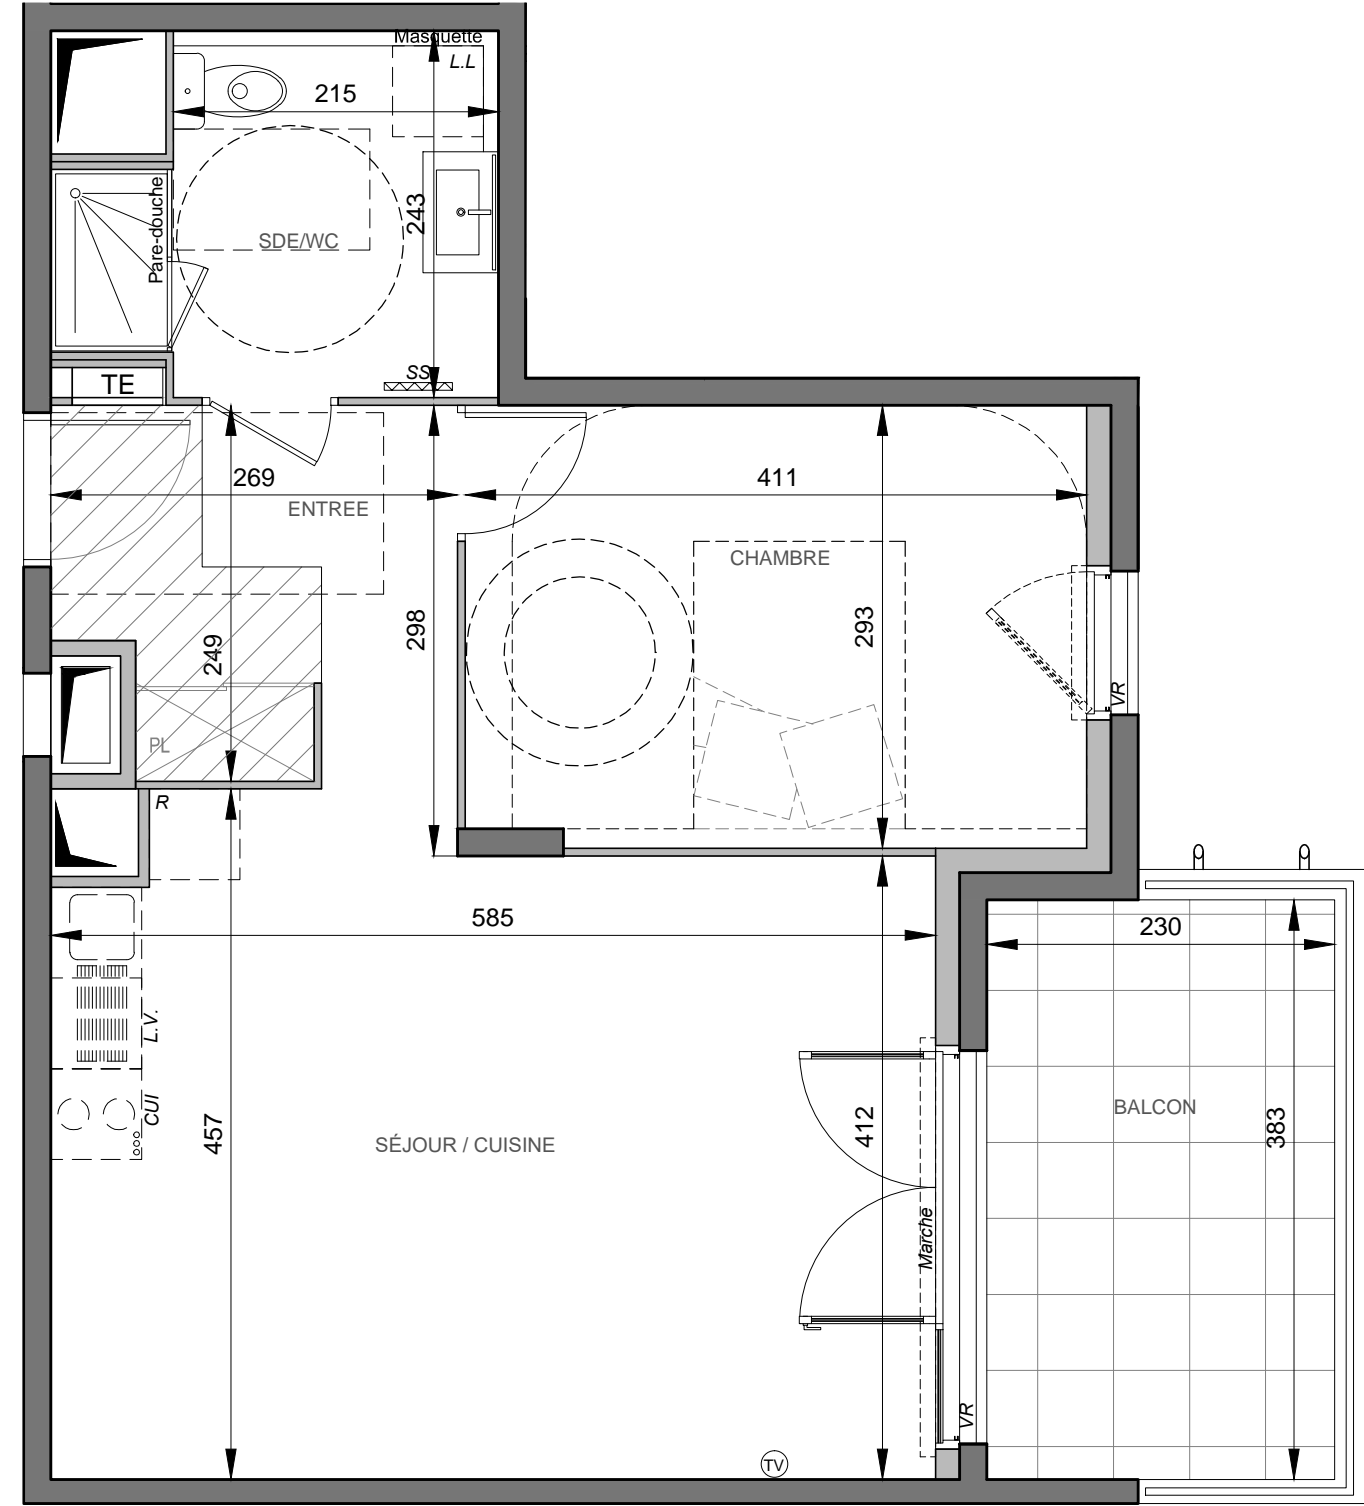 Masquette
L.L
215
243
Pare-douche
SDE/WC
SS
TE
269
411
ENTREE
CHAMBRE
298
293
249
VR
PL
R
585
230
L.V.
CUI
457
SÉJOUR / CUISINE
412
BALCON
383
Marche
VR
TV